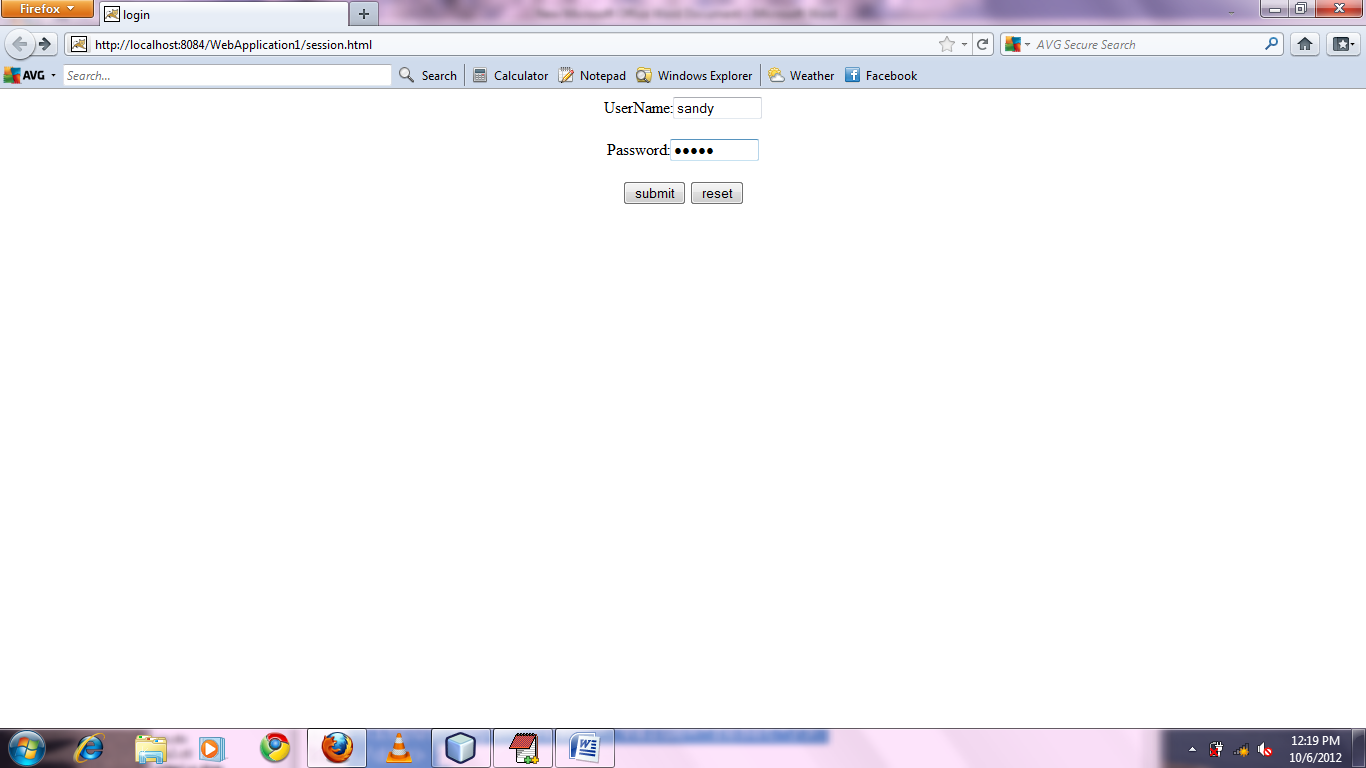 Firefox
login
http://localhost:8084/WebApplication1/session.html
AVG Secure Search
AVG Search... Search Calculator Notepad Windows Explorer Weather Facebook
UserName: sandy
Password: •••••
submit reset
12:19 PM
10/6/2012